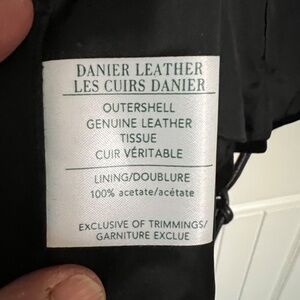 DANIER LEATHER
LES CUIRS DANIER
OUTERSHELL
GENUINE LEATHER
TISSUE
CUIR VÉRITABLE
LINING/DOUBLURE
100% acetate/acétate
EXCLUSIVE OF TRIMMINGS/
GARNITURE EXCLUE